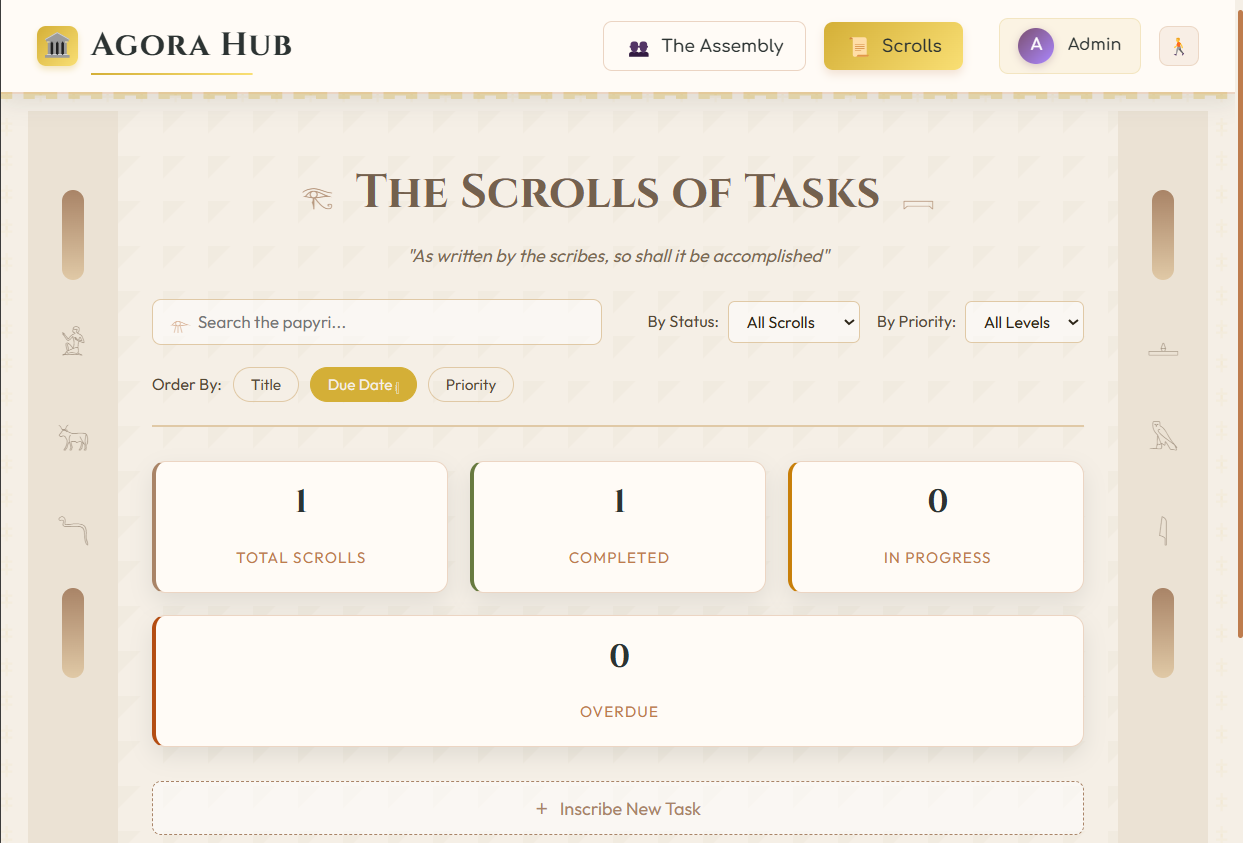 Agora Hub
The Assembly
Scrolls
A
Admin
The Scrolls of Tasks
"As written by the scribes, so shall it be accomplished"
Search the papyri...
By Status: All Scrolls By Priority: All Levels
Order By: Title Due Date Priority
1
TOTAL SCROLLS
1
COMPLETED
0
IN PROGRESS
0
OVERDUE
+ Inscribe New Task